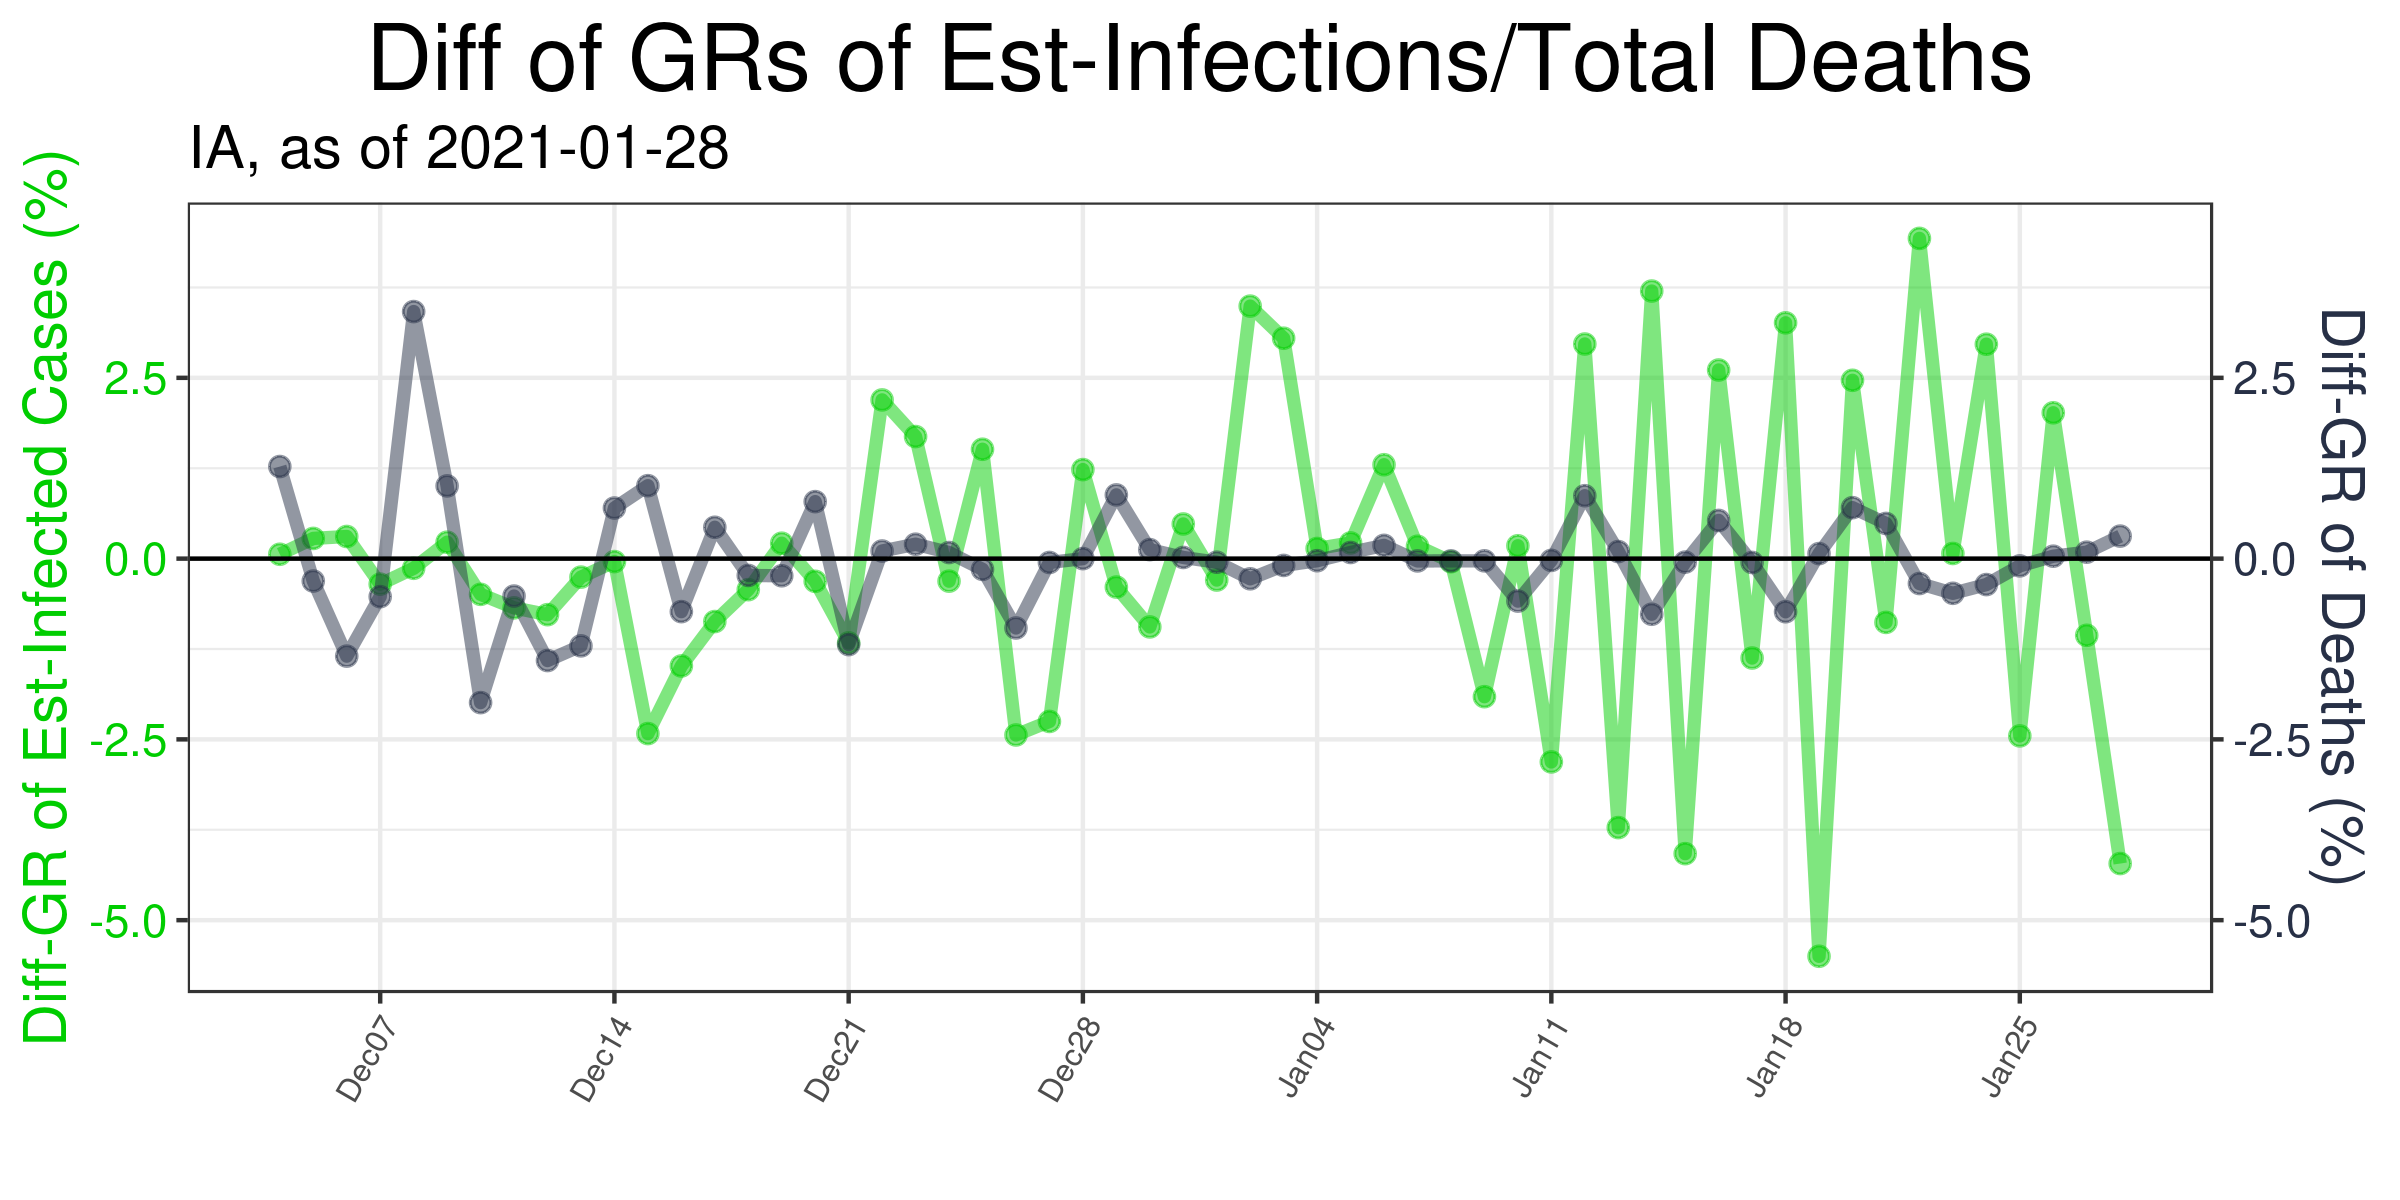 Diff of GRs of Est-Infections/Total Deaths
IA, as of 2021-01-28
Diff-GR of Est-Infected Cases (%)
2.5
0.0
-2.5
-5.0
2.5
0.0
-2.5
-5.0
Diff-GR of Deaths (%)
Dec07
Dec14
Dec21
Dec28
Jan04
Jan11
Jan18
Jan25